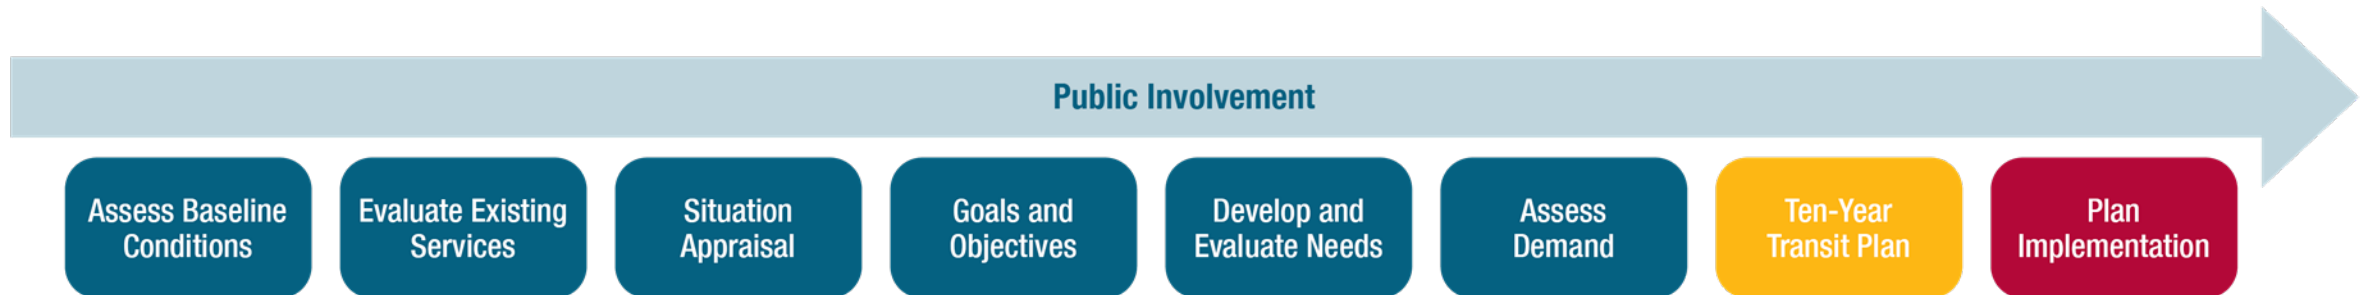 Public Involvement
Assess Baseline
Conditions
Evaluate Existing
Services
Situation
Appraisal
Goals and
Objectives
Develop and
Evaluate Needs
Assess
Demand
Ten-Year
Transit Plan
Plan
Implementation